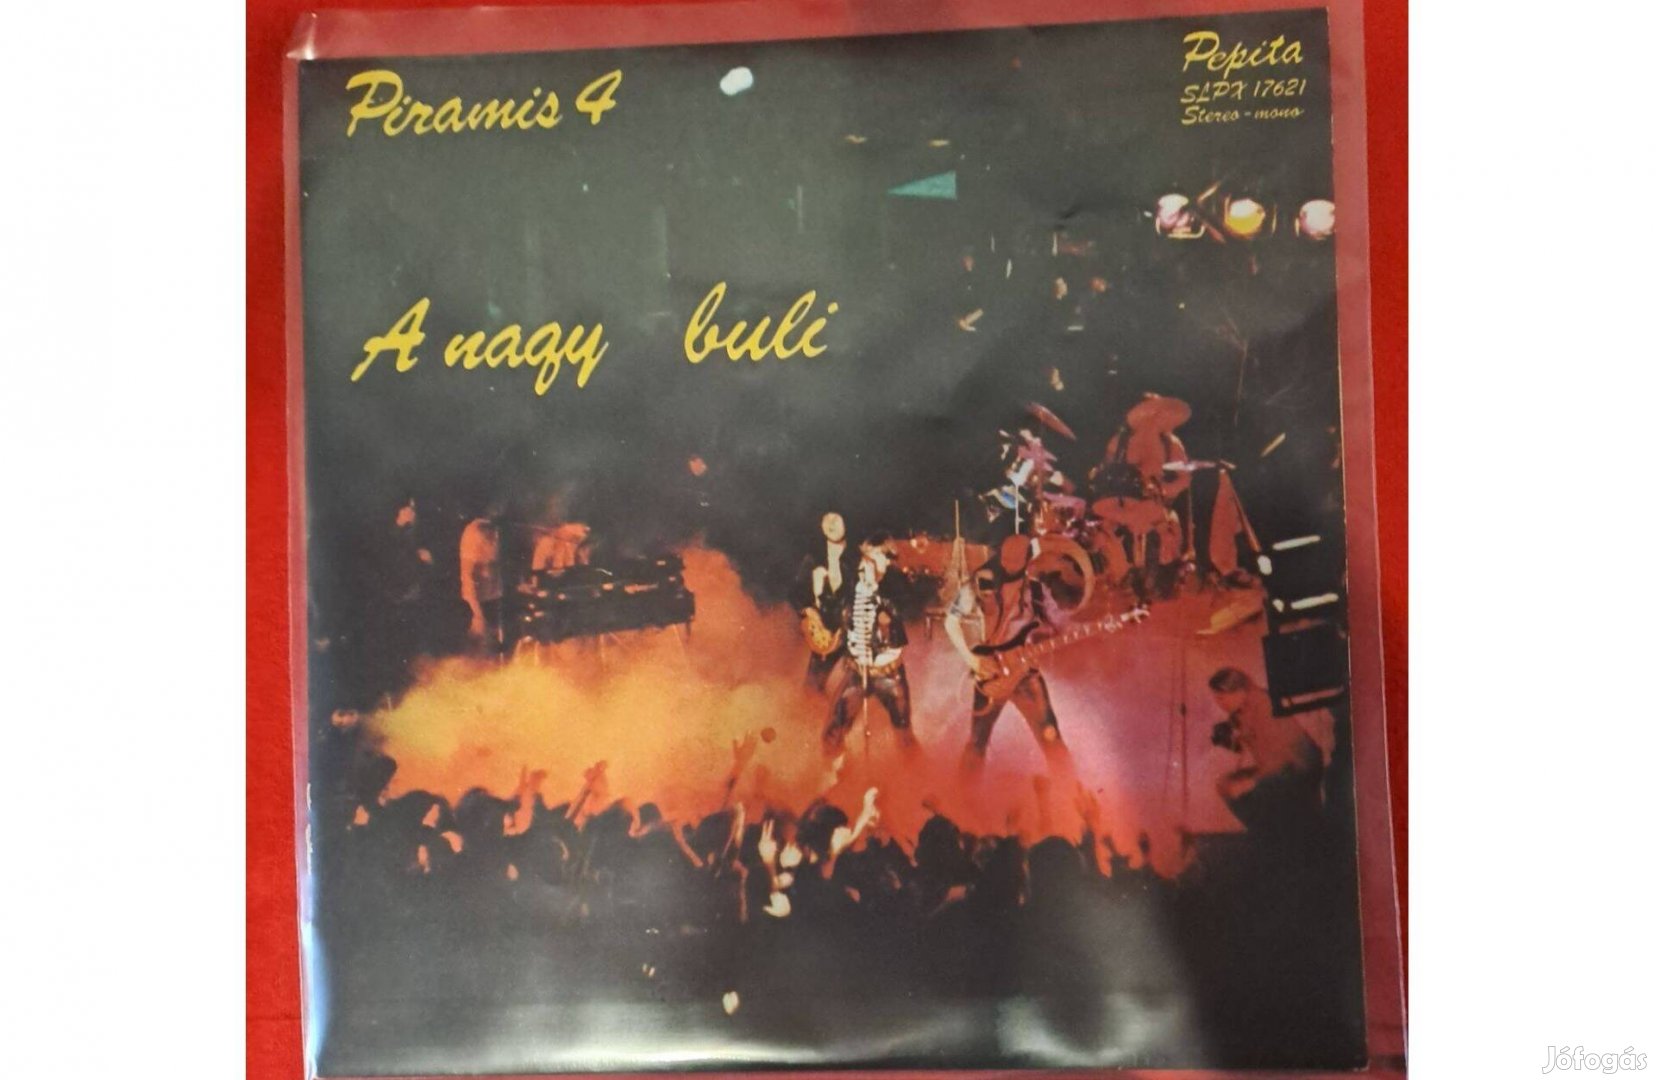 Piramis 4
Pepita
SLPX 17621
Stereo-mono
A nagy buli
Jófogás